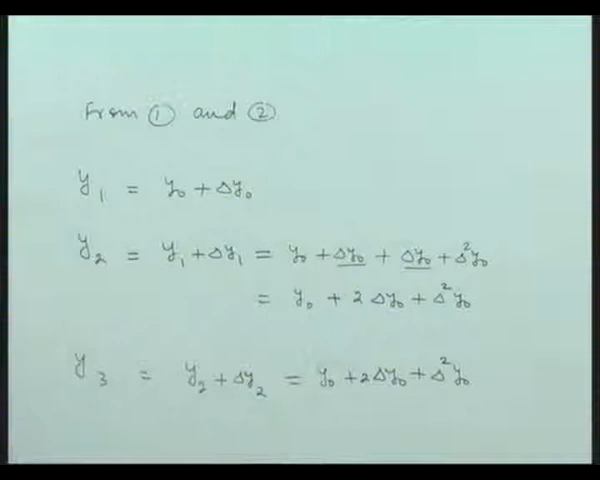 From ① and ②
y₁ = y₀ + Δy₀
y₂ = y₁ + Δy₁ = y₀ + Δy₀ + Δy₀ + Δ²y₀
= y₀ + 2Δy₀ + Δ²y₀
y₃ = y₂ + Δy₂ = y₀ + 2Δy₀ + Δ²y₀